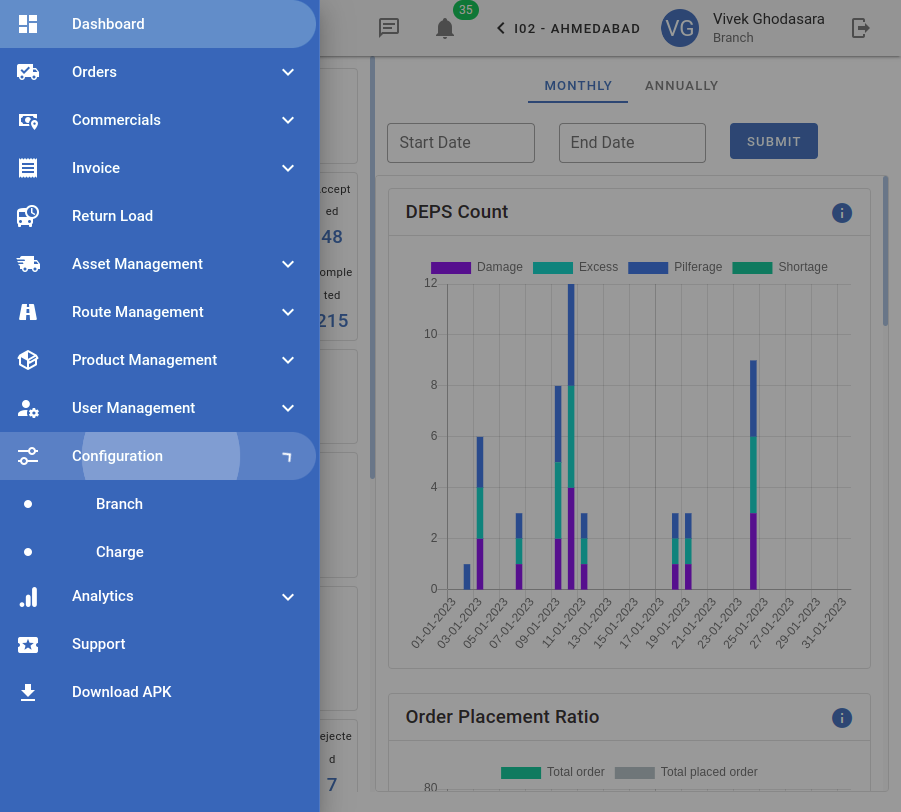 Dashboard
Orders
Commercials
Invoice
Return Load
Asset Management
Route Management
Product Management
User Management
Configuration
Branch
Charge
Analytics
Support
Download APK
35
I02 - AHMEDABAD
VG
Vivek Ghodasara
Branch
ccept
ed
48
omple
ted
215
ejecte
d
7
MONTHLY
ANNUALLY
Start Date
End Date
SUBMIT
DEPS Count
Damage
Excess
Pilferage
Shortage
12
10
8
6
4
2
0
01-01-2023
03-01-2023
05-01-2023
07-01-2023
09-01-2023
11-01-2023
13-01-2023
15-01-2023
17-01-2023
19-01-2023
21-01-2023
23-01-2023
25-01-2023
27-01-2023
29-01-2023
31-01-2023
Order Placement Ratio
Total order
Total placed order
80